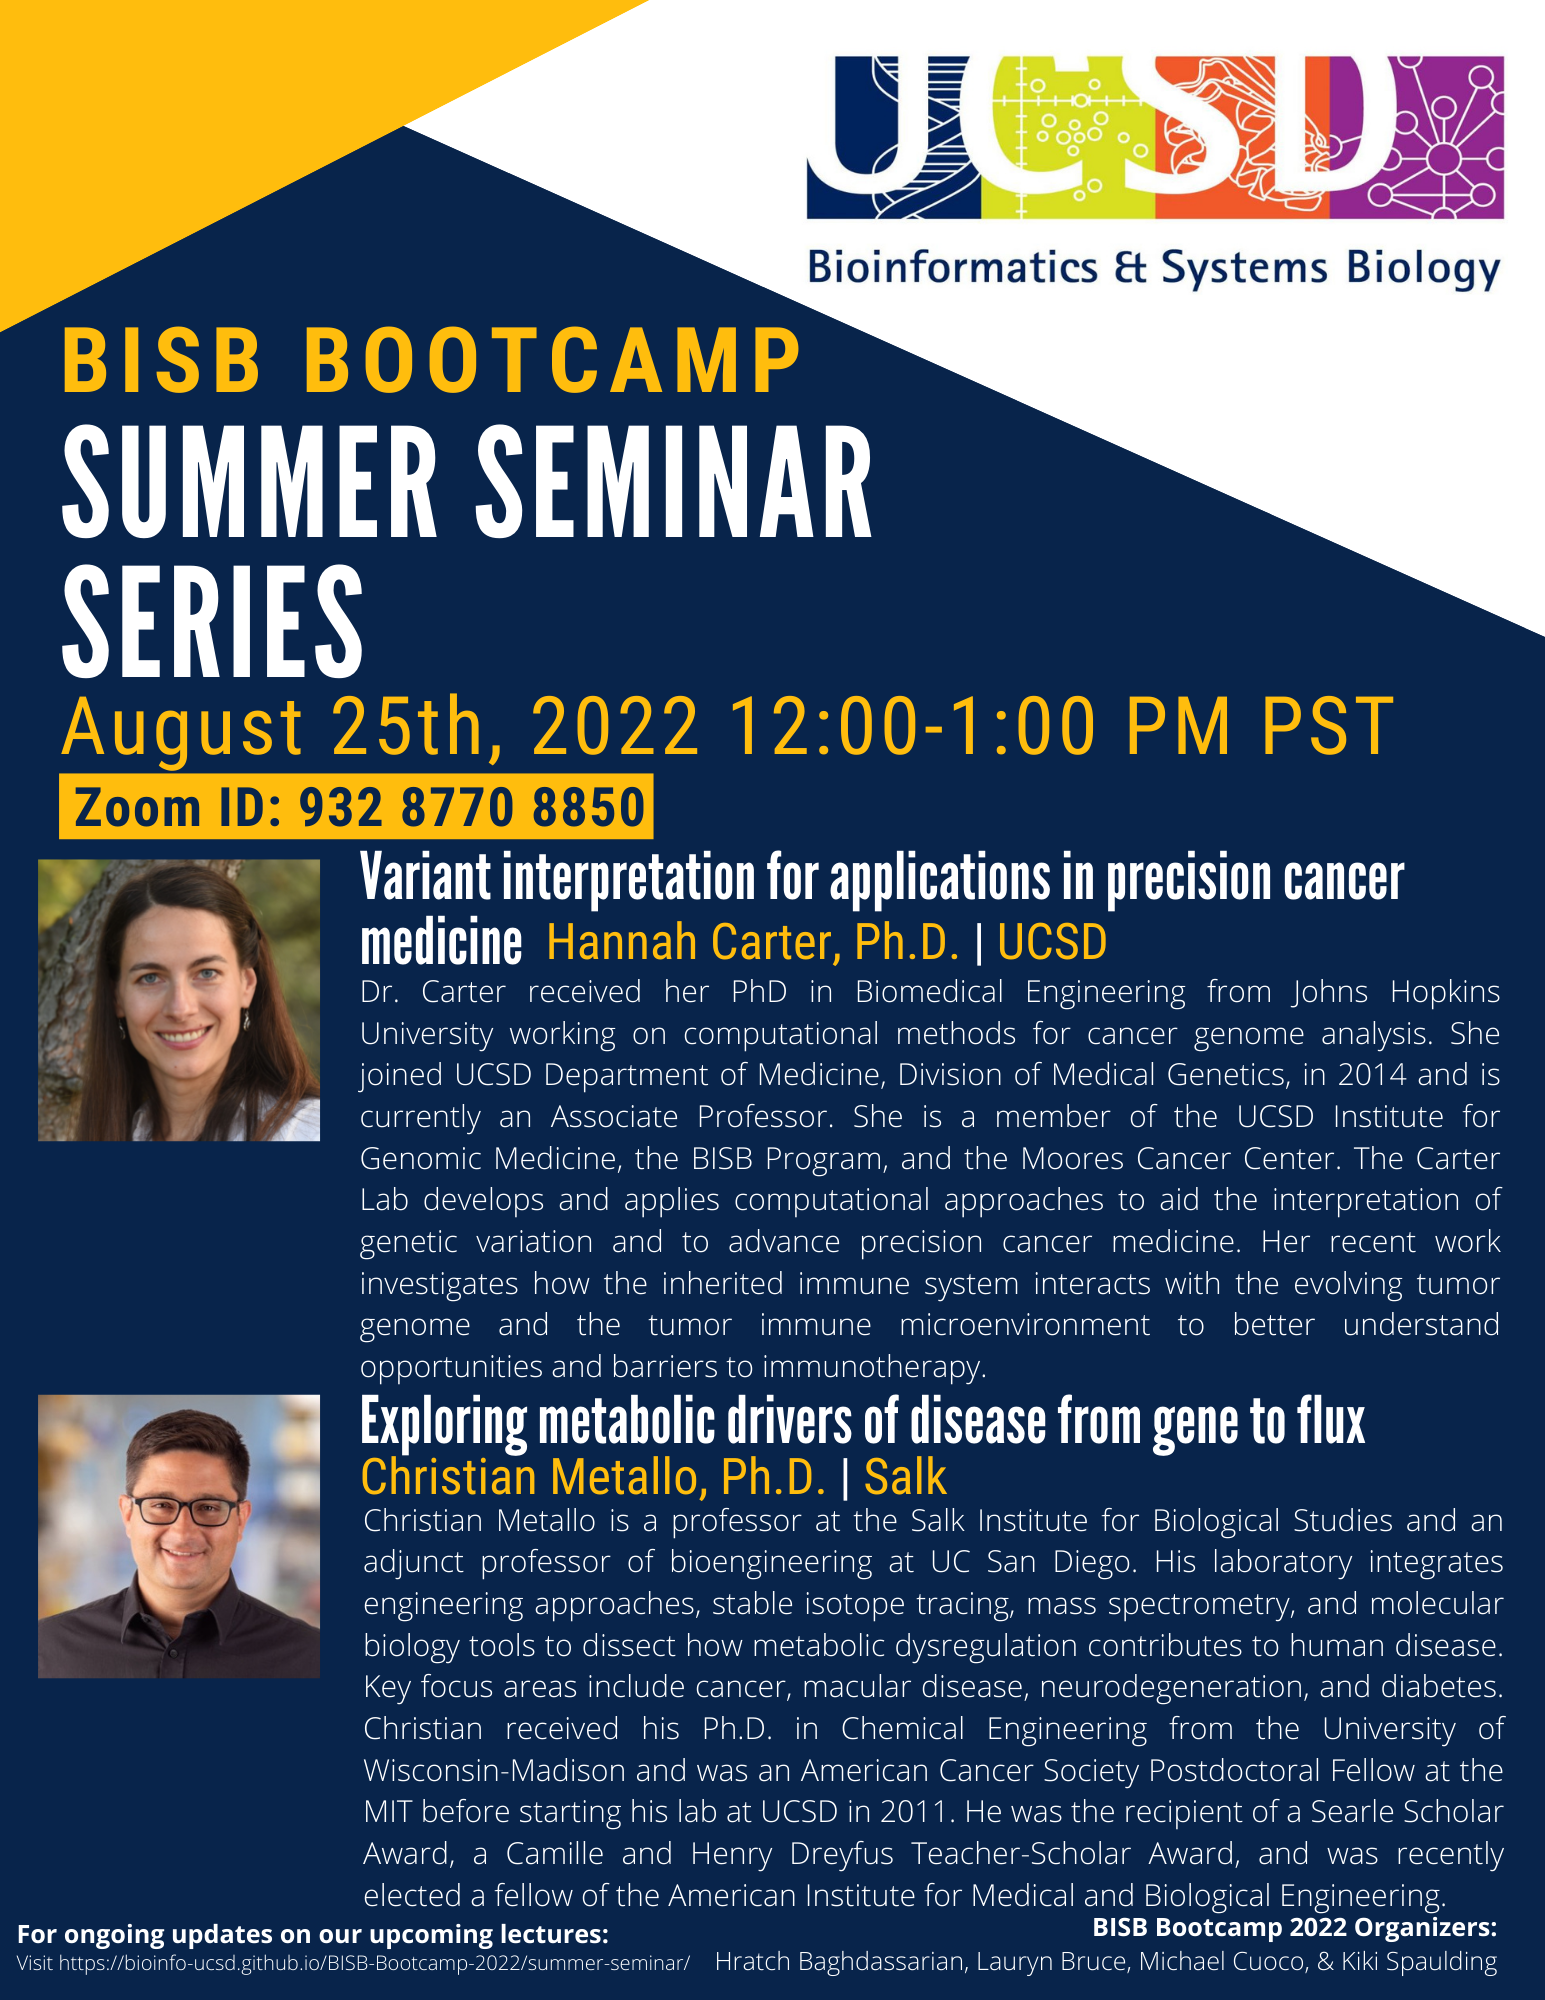 UCSD
Bioinformatics & Systems Biology
BISB BOOTCAMP
SUMMER SEMINAR
SERIES
August 25th, 2022 12:00-1:00 PM PST
Zoom ID: 932 8770 8850
Variant interpretation for applications in precision cancer
medicine Hannah Carter, Ph.D. | UCSD
Dr. Carter received her PhD in Biomedical Engineering from Johns Hopkins
University working on computational methods for cancer genome analysis. She
joined UCSD Department of Medicine, Division of Medical Genetics, in 2014 and is
currently an Associate Professor. She is a member of the UCSD Institute for
Genomic Medicine, the BISB Program, and the Moores Cancer Center. The Carter
Lab develops and applies computational approaches to aid the interpretation of
genetic variation and to advance precision cancer medicine. Her recent work
investigates how the inherited immune system interacts with the evolving tumor
genome and the tumor immune microenvironment to better understand
opportunities and barriers to immunotherapy.
Exploring metabolic drivers of disease from gene to flux
Christian Metallo, Ph.D. | Salk
Christian Metallo is a professor at the Salk Institute for Biological Studies and an
adjunct professor of bioengineering at UC San Diego. His laboratory integrates
engineering approaches, stable isotope tracing, mass spectrometry, and molecular
biology tools to dissect how metabolic dysregulation contributes to human disease.
Key focus areas include cancer, macular disease, neurodegeneration, and diabetes.
Christian received his Ph.D. in Chemical Engineering from the University of
Wisconsin-Madison and was an American Cancer Society Postdoctoral Fellow at the
MIT before starting his lab at UCSD in 2011. He was the recipient of a Searle Scholar
Award, a Camille and Henry Dreyfus Teacher-Scholar Award, and was recently
elected a fellow of the American Institute for Medical and Biological Engineering.
For ongoing updates on our upcoming lectures:
Visit https://bioinfo-ucsd.github.io/BISB-Bootcamp-2022/summer-seminar/
BISB Bootcamp 2022 Organizers:
Hratch Baghdassarian, Lauryn Bruce, Michael Cuoco, & Kiki Spaulding